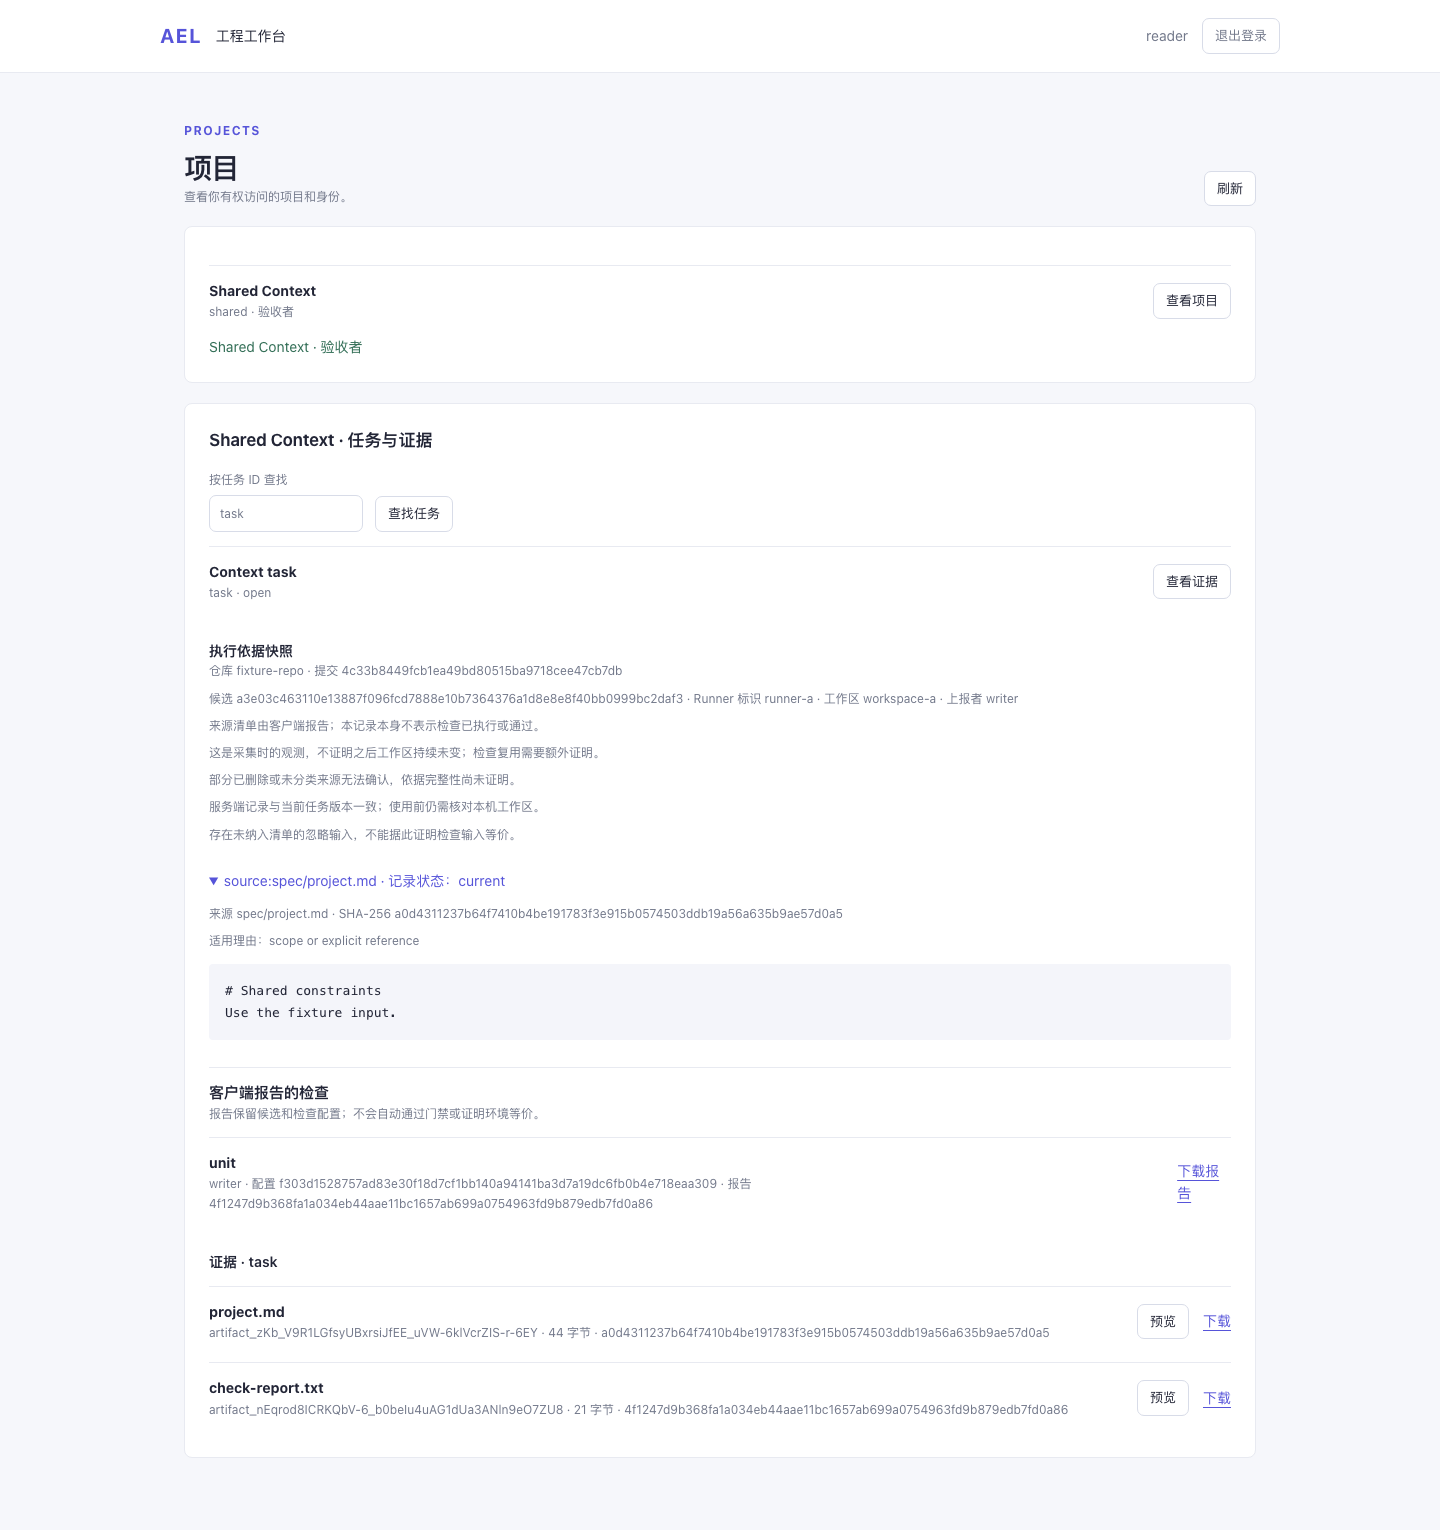 AEL 工程工作台
reader 退出登录
PROJECTS
项目
查看你有权访问的项目和身份。
刷新
Shared Context
shared · 验收者
查看项目
Shared Context · 验收者
Shared Context · 任务与证据
按任务 ID 查找
task 查找任务
Context task
task · open
查看证据
执行依据快照
仓库 fixture-repo · 提交 4c33b8449fcb1ea49bd80515ba9718cee47cb7db
候选 a3e03c463110e13887f096fcd7888e10b7364376a1d8e8e8f40bb0999bc2daf3 · Runner 标识 runner-a · 工作区 workspace-a · 上报者 writer
来源清单由客户端报告；本记录本身不表示检查已执行或通过。
这是采集时的观测，不证明之后工作区持续未变；检查复用需要额外证明。
部分已删除或未分类来源无法确认，依据完整性尚未证明。
服务端记录与当前任务版本一致；使用前仍需核对本机工作区。
存在未纳入清单的忽略输入，不能据此证明检查输入等价。
▼ source:spec/project.md · 记录状态：current
来源 spec/project.md · SHA-256 a0d4311237b64f7410b4be191783f3e915b0574503ddb19a56a635b9ae57d0a5
适用理由：scope or explicit reference
# Shared constraints
Use the fixture input.
客户端报告的检查
报告保留候选和检查配置；不会自动通过门禁或证明环境等价。
unit
writer · 配置 f303d1528757ad83e30f18d7cf1bb140a94141ba3d7a19dc6fb0b4e718eaa309 · 报告
4f1247d9b368fa1a034eb44aae11bc1657ab699a0754963fd9b879edb7fd0a86
下载报
告
证据 · task
project.md
artifact_zKb_V9R1LGfsyUBxrsiJfEE_uVW-6klVcrZIS-r-6EY · 44 字节 · a0d4311237b64f7410b4be191783f3e915b0574503ddb19a56a635b9ae57d0a5
预览 下载
check-report.txt
artifact_nEqrod8lCRKQbV-6_b0beIu4uAG1dUa3ANln9eO7ZU8 · 21 字节 · 4f1247d9b368fa1a034eb44aae11bc1657ab699a0754963fd9b879edb7fd0a86
预览 下载